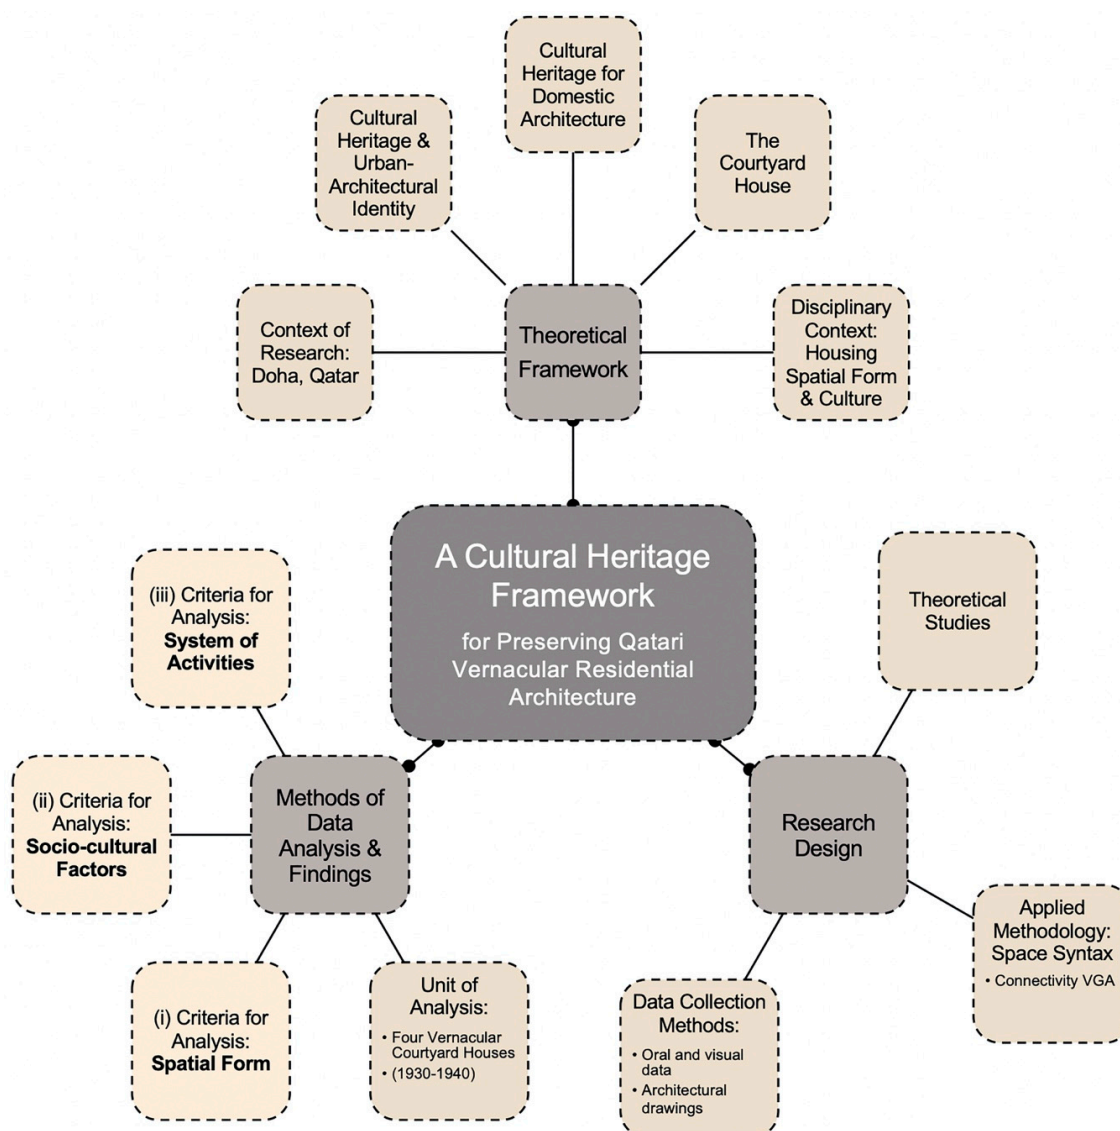 Cultural
Heritage for
Domestic
Architecture
Cultural
Heritage &
Urban-
Architectural
Identity
The
Courtyard
House
Context of
Research:
Doha, Qatar
Theoretical
Framework
Disciplinary
Context:
Housing
Spatial Form
& Culture
A Cultural Heritage
Framework
for Preserving Qatari
Vernacular Residential
Architecture
(iii) Criteria for
Analysis:
System of
Activities
Theoretical
Studies
(ii) Criteria for
Analysis:
Socio-cultural
Factors
Methods of
Data
Analysis &
Findings
Research
Design
Applied
Methodology:
Space Syntax
• Connectivity VGA
(i) Criteria for
Analysis:
Spatial Form
Unit of
Analysis:
• Four Vernacular
Courtyard Houses
• (1930-1940)
Data Collection
Methods:
• Oral and visual
data
• Architectural
drawings